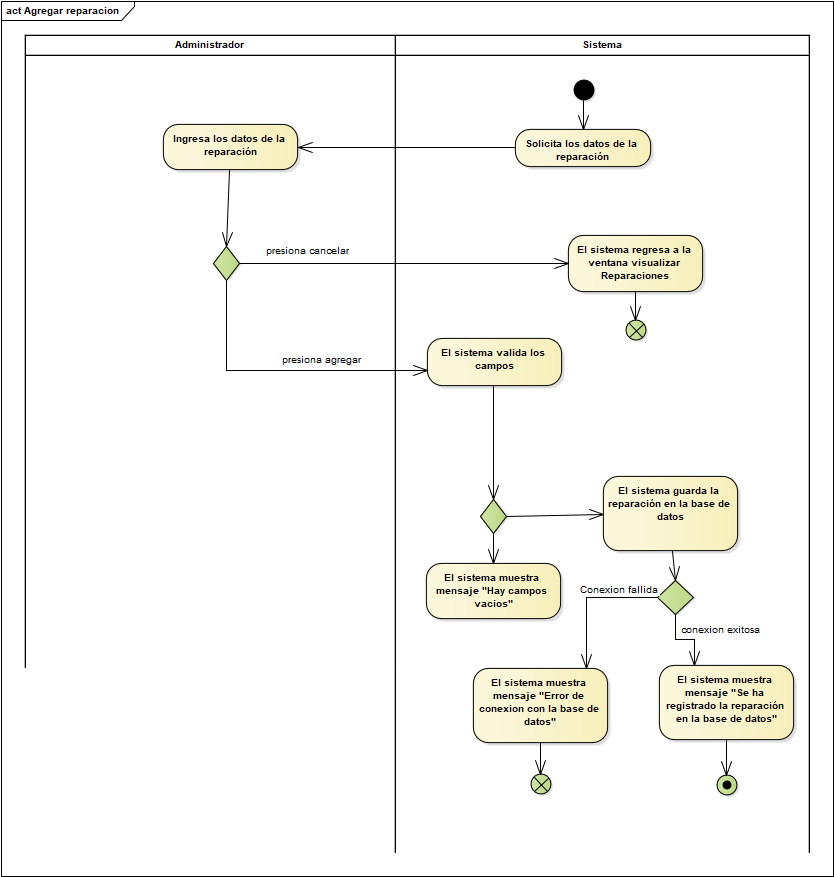 act Agregar reparacion
Administrador
Sistema
Solicita los datos de la
reparación
Ingresa los datos de la
reparación
presiona cancelar
El sistema regresa a la
ventana visualizar
Reparaciones
presiona agregar
El sistema valida los
campos
El sistema guarda la
reparación en la base de
datos
El sistema muestra
mensaje "Hay campos
vacios"
Conexion fallida
conexion exitosa
El sistema muestra
mensaje "Error de
conexion con la base de
datos"
El sistema muestra
mensaje "Se ha
registrado la reparación
en la base de datos"